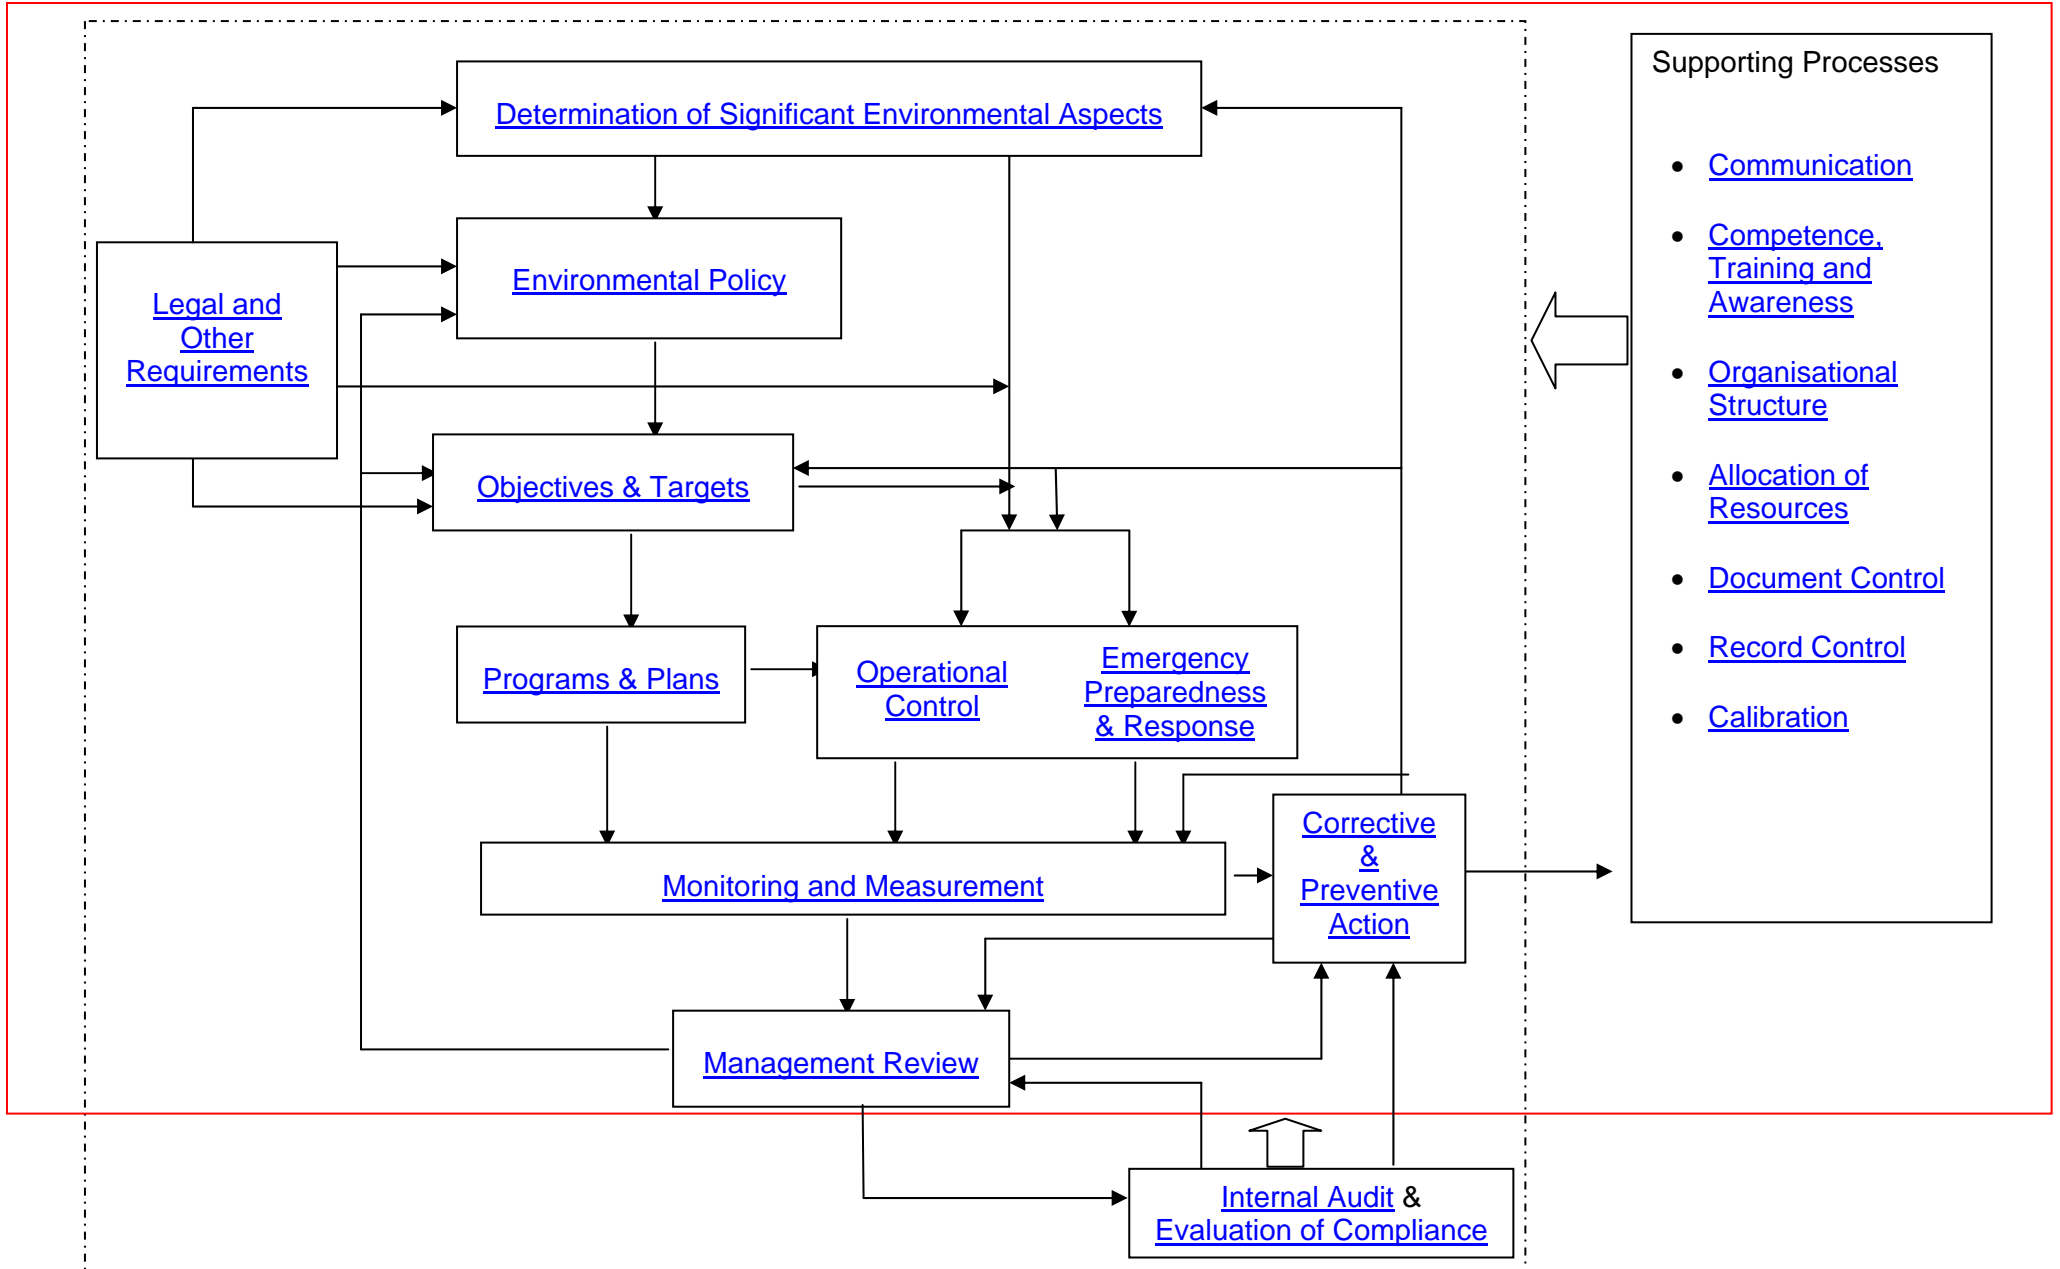 Determination of Significant Environmental Aspects
Environmental Policy
Legal and
Other
Requirements
Objectives & Targets
Programs & Plans
Operational
Control
Emergency
Preparedness
& Response
Monitoring and Measurement
Corrective
&
Preventive
Action
Management Review
Internal Audit &
Evaluation of Compliance
Supporting Processes
• Communication
• Competence,
Training and
Awareness
• Organisational
Structure
• Allocation of
Resources
• Document Control
• Record Control
• Calibration